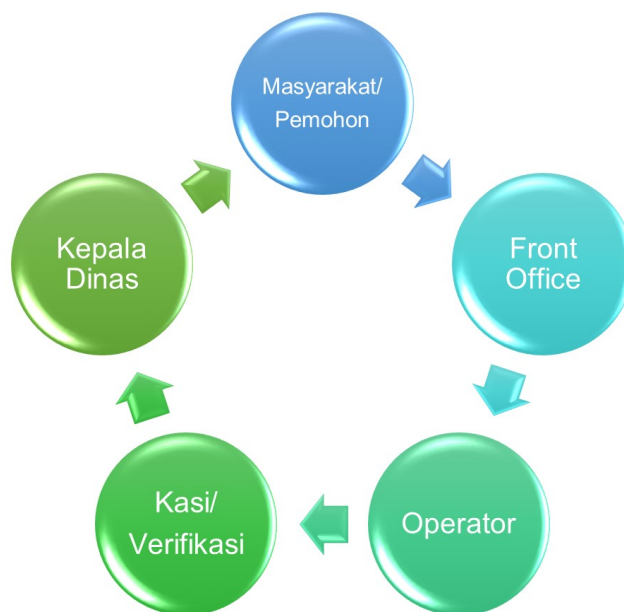 Masyarakat/
Pemohon
Front
Office
Operator
Kasi/
Verifikasi
Kepala
Dinas